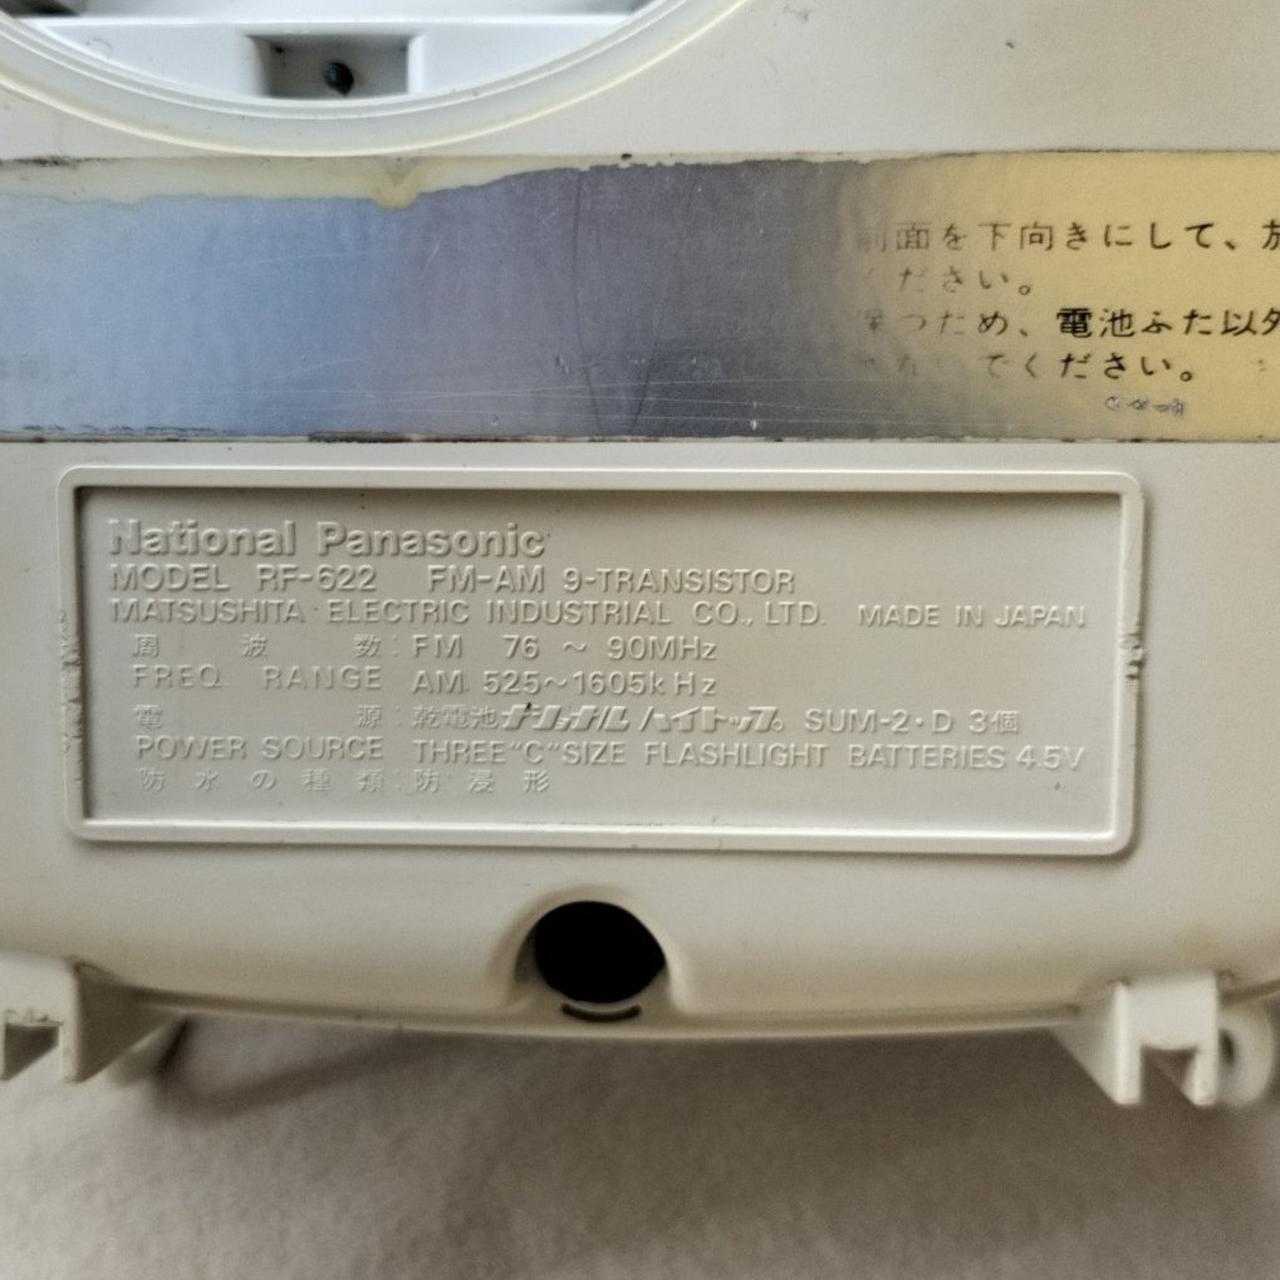 面を下向きにして、
ください。
つため、電池ふた以外
でください。
National Panasonic
MODEL RF-622 FM-AM 9-TRANSISTOR
MATSUSHITA ELECTRIC INDUSTRIAL CO., LTD. MADE IN JAPAN
周波数: FM 76 ~ 90MHz
FREQ. RANGE AM. 525~1605kHz
電源: 乾電池ナショナル ハイトップ。 SUM-2・D 3個
POWER SOURCE THREE "C" SIZE FLASHLIGHT BATTERIES 4.5V
防水の種類: 防浸形